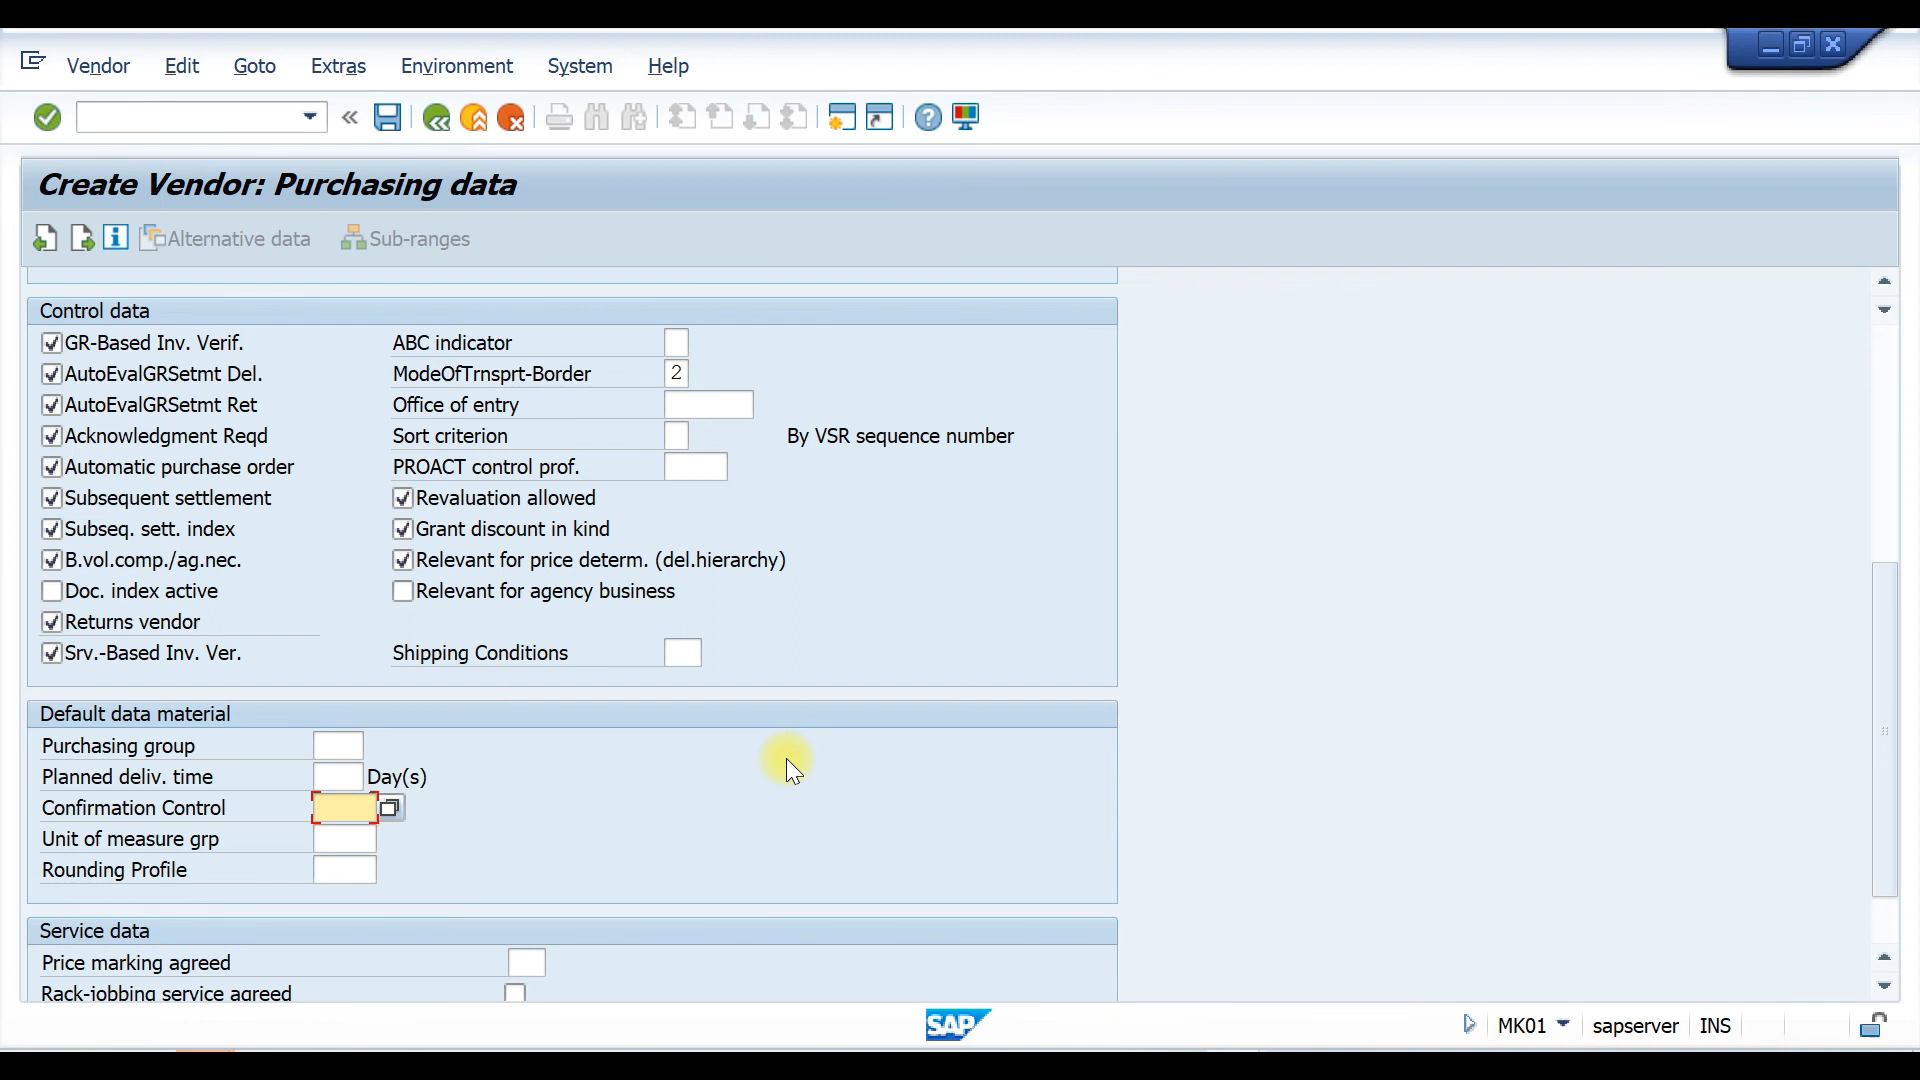 Vendor Edit Goto Extras Environment System Help
Create Vendor: Purchasing data
Alternative data Sub-ranges
Control data
GR-Based Inv. Verif. ABC indicator
AutoEvalGRSetmt Del. ModeOfTrnsprt-Border 2
AutoEvalGRSetmt Ret Office of entry
Acknowledgment Reqd Sort criterion By VSR sequence number
Automatic purchase order PROACT control prof.
Subsequent settlement Revaluation allowed
Subseq. sett. index Grant discount in kind
B.vol.comp./ag.nec. Relevant for price determ. (del.hierarchy)
Doc. index active Relevant for agency business
Returns vendor
Srv.-Based Inv. Ver. Shipping Conditions
Default data material
Purchasing group
Planned deliv. time Day(s)
Confirmation Control
Unit of measure grp
Rounding Profile
Service data
Price marking agreed
Rack-jobbing service agreed
SAP MK01 sapserver INS